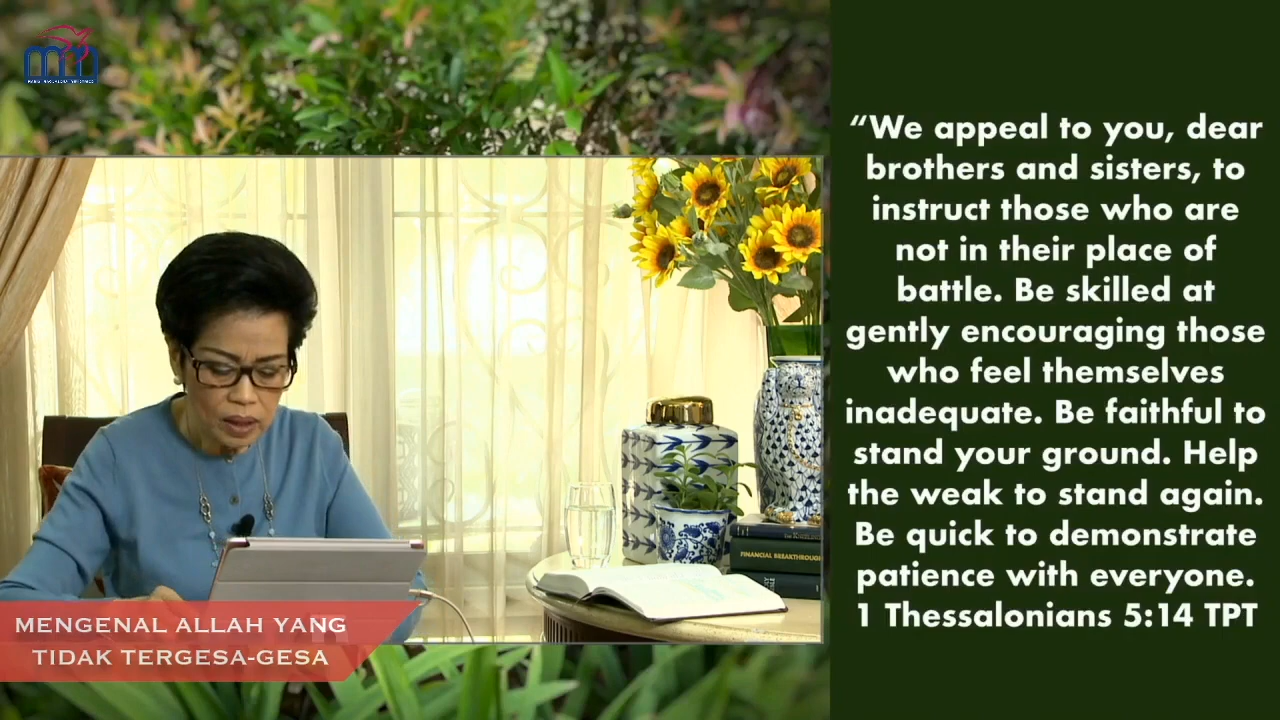 “We appeal to you, dear
brothers and sisters, to
instruct those who are
not in their place of
battle. Be skilled at
gently encouraging those
who feel themselves
inadequate. Be faithful to
stand your ground. Help
the weak to stand again.
Be quick to demonstrate
patience with everyone.
1 Thessalonians 5:14 TPT
FINANCIAL BREAKTHROUGH
MENGENAL ALLAH YANG
TIDAK TERGESA-GESA